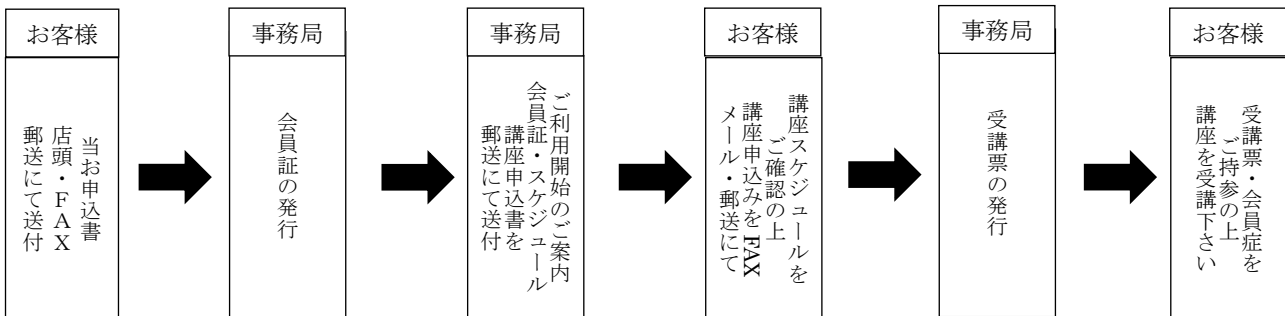 お客様
当お申込書
店頭・FAX
郵送にて送付
事務局
会員証の発行
事務局
ご利用開始のご案内
会員証・スケジュール
講座申込書を
郵送にて送付
お客様
講座スケジュールを
ご確認の上
講座申込みをFAX
メール・郵送にて
事務局
受講票の発行
お客様
受講票・会員症を
ご持参の上
講座を受講下さい